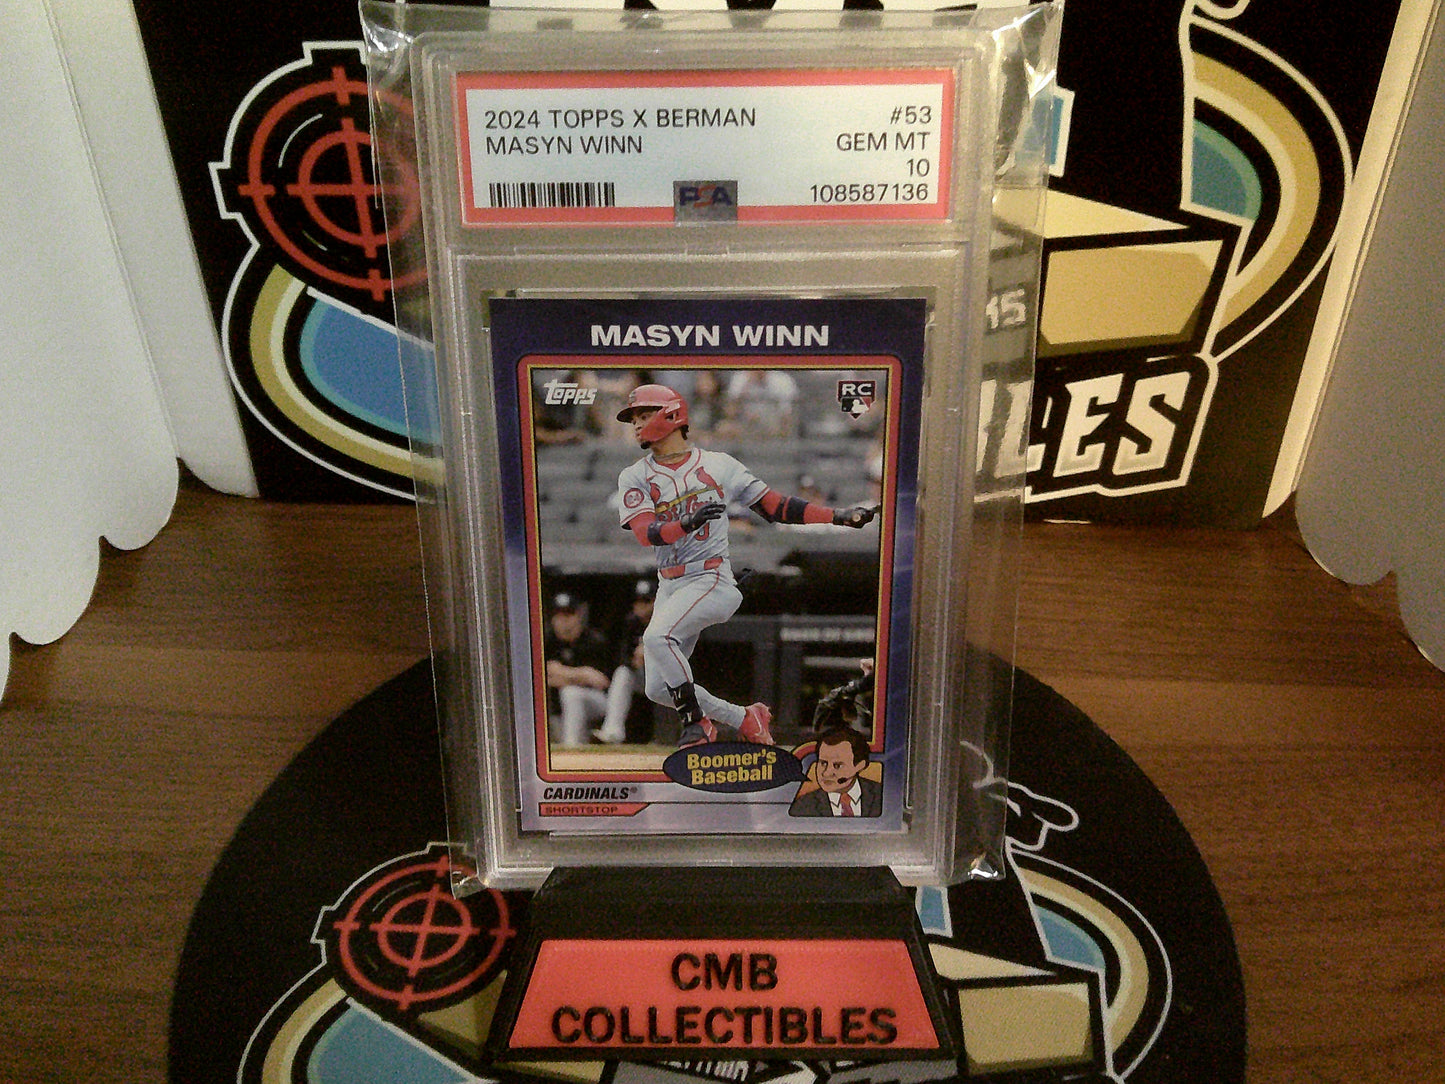 2024 TOPPS X BERMAN #53
MASYN WINN GEM MT
10
PSA 108587136
MASYN WINN
Topps RC
Boomer's
Baseball
CARDINALS®
SHORTSTOP
CMB
COLLECTIBLES